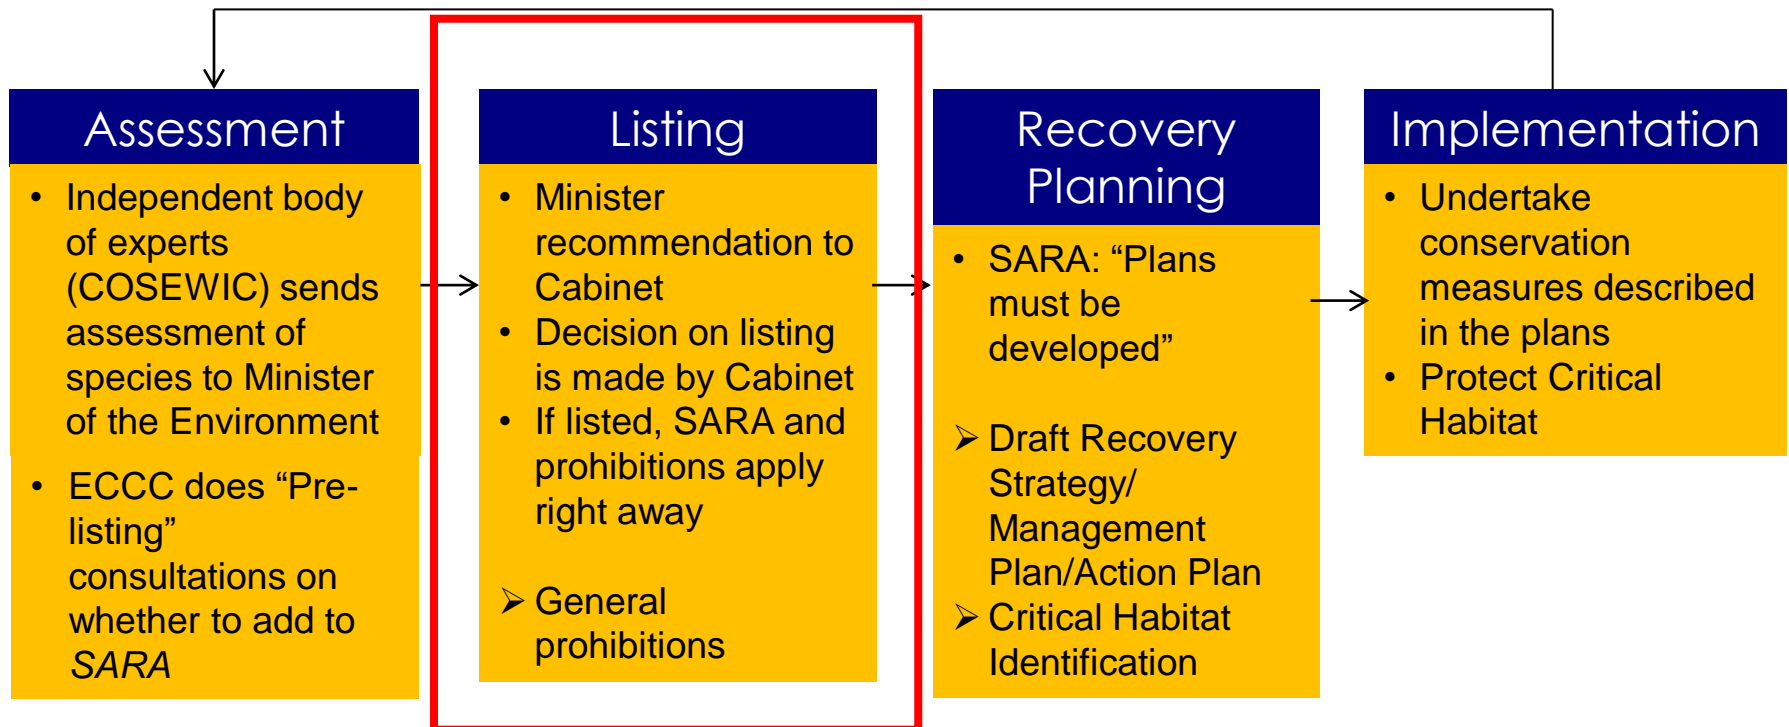 Assessment
• Independent body
of experts
(COSEWIC) sends
assessment of
species to Minister
of the Environment
• ECCC does “Pre-
listing”
consultations on
whether to add to
SARA
Listing
• Minister
recommendation to
Cabinet
• Decision on listing
is made by Cabinet
• If listed, SARA and
prohibitions apply
right away
➢ General
prohibitions
Recovery
Planning
• SARA: “Plans
must be
developed”
➢ Draft Recovery
Strategy/
Management
Plan/Action Plan
➢ Critical Habitat
Identification
Implementation
• Undertake
conservation
measures described
in the plans
• Protect Critical
Habitat